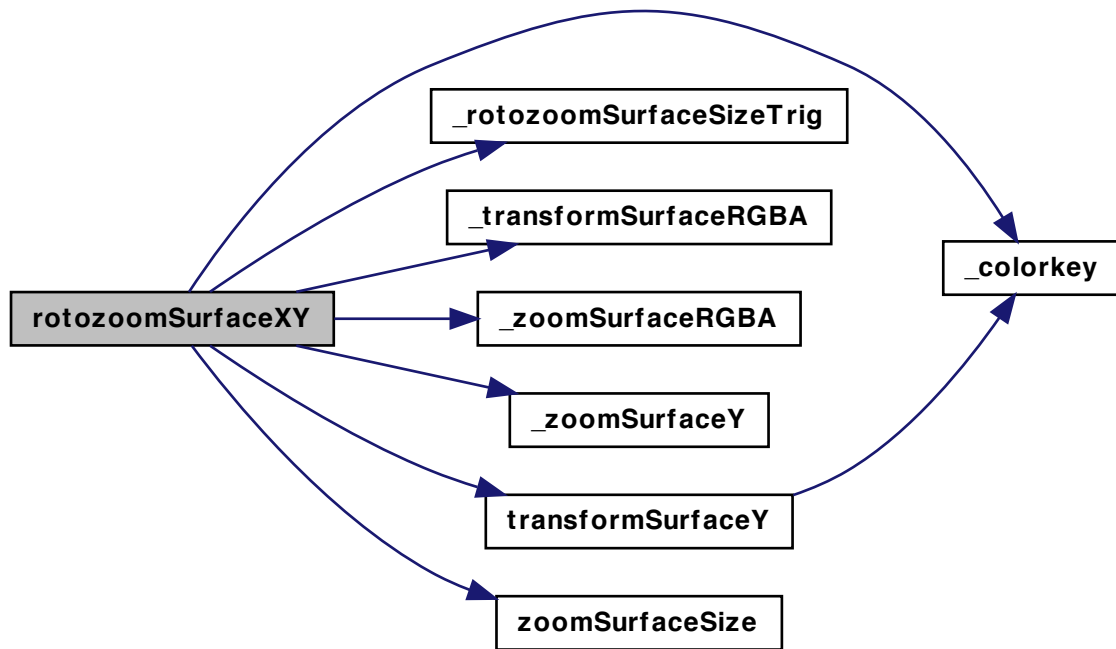 rotozoomSurfaceXY
_rotozoomSurfaceSizeTrig
_transformSurfaceRGBA
_zoomSurfaceRGBA
_zoomSurfaceY
transformSurfaceY
zoomSurfaceSize
_colorkey